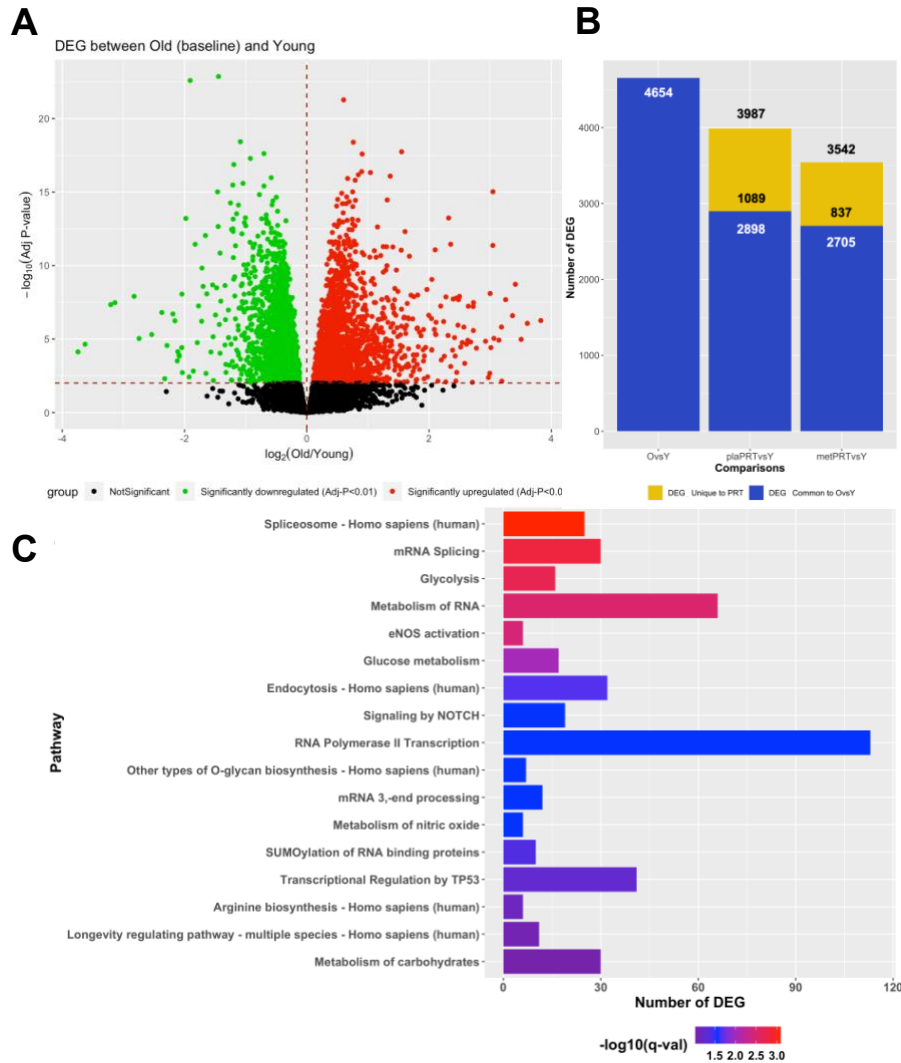 A
DEG between Old (baseline) and Young
−log10(Adj P-value)
20
15
10
5
0
-4
-2
0
2
4
log2(Old/Young)
group
NotSignificant
Significantly downregulated (Adj-P<0.01)
Significantly upregulated (Adj-P<0.0
B
Number of DEG
4000
3000
2000
1000
0
4654
3987
1089
2898
3542
837
2705
OvsY
plaPRTvsY
metPRTvsY
Comparisons
DEG Unique to PRT
DEG Common to OvsY
C
Pathway
Spliceosome - Homo sapiens (human)
mRNA Splicing
Glycolysis
Metabolism of RNA
eNOS activation
Glucose metabolism
Endocytosis - Homo sapiens (human)
Signaling by NOTCH
RNA Polymerase II Transcription
Other types of O-glycan biosynthesis - Homo sapiens (human)
mRNA 3,-end processing
Metabolism of nitric oxide
SUMOylation of RNA binding proteins
Transcriptional Regulation by TP53
Arginine biosynthesis - Homo sapiens (human)
Longevity regulating pathway - multiple species - Homo sapiens (human)
Metabolism of carbohydrates
0
30
60
90
120
Number of DEG
-log10(q-val)
1.5 2.0 2.5 3.0